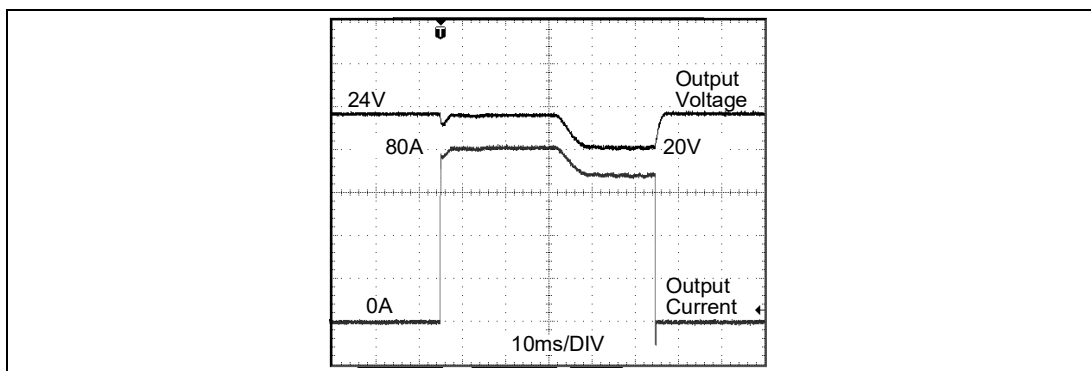 T
Output
Voltage
24V
80A
20V
0A
Output
Current
10ms/DIV